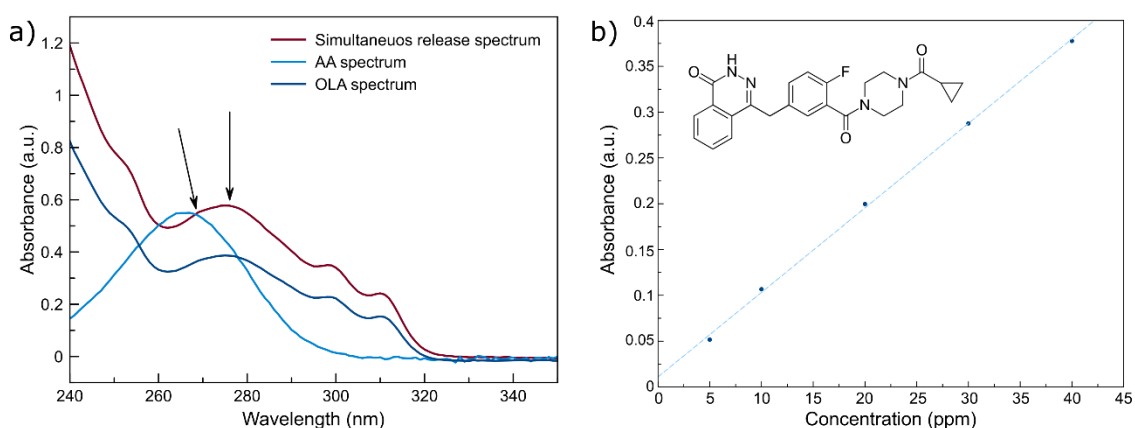 a)
Absorbance (a.u.)
1.2
1.0
0.8
0.6
0.4
0.2
0
240
260
280
300
320
340
Wavelength (nm)
Simultaneuos release spectrum
AA spectrum
OLA spectrum
b)
Absorbance (a.u.)
0.4
0.35
0.3
0.25
0.2
0.15
0.1
0.05
0
0
5
10
15
20
25
30
35
40
45
Concentration (ppm)
O
NH
N
F
O
N
N
O